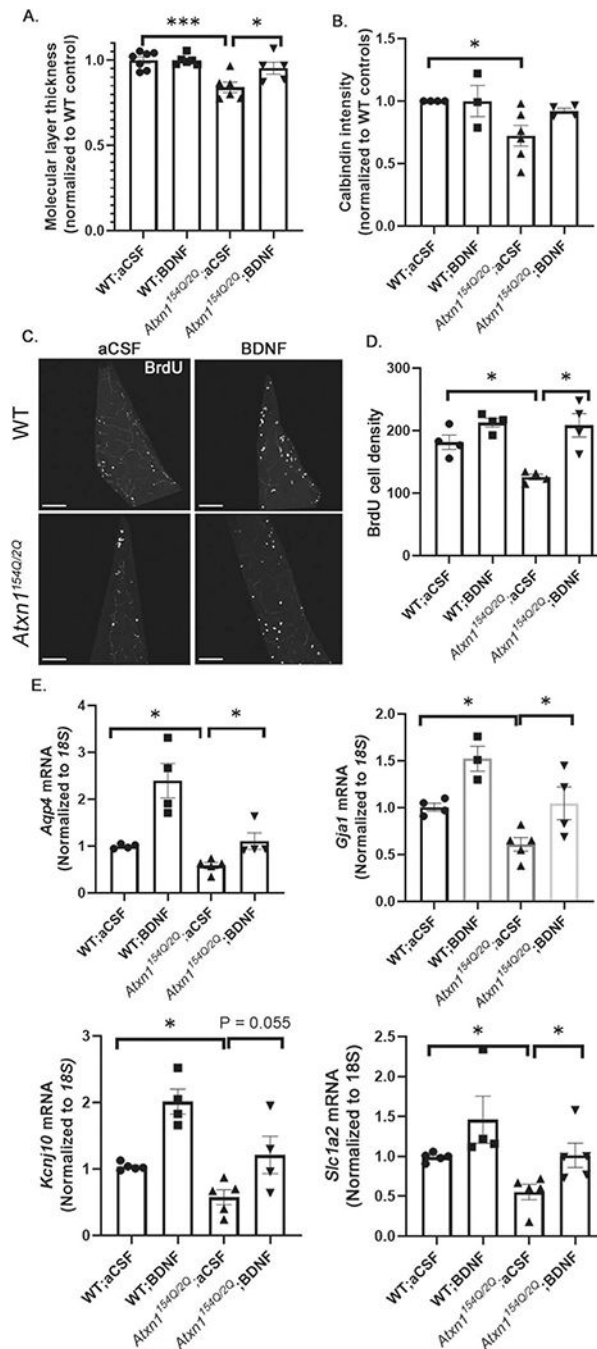 A.
Molecular layer thickness
(normalized to WT control)
1.0
0.5
0.0
***
*
WT;aCSF
WT;BDNF
Atxn1154Q/2Q;aCSF
Atxn1154Q/2Q;BDNF
B.
Calbindin intensity
(normalized to WT controls)
1.5
1.0
0.5
0.0
*
WT;aCSF
WT;BDNF
Atxn1154Q/2Q;aCSF
Atxn1154Q/2Q;BDNF
C.
aCSF
BDNF
BrdU
WT
Atxn1154Q/2Q
D.
BrdU cell density
300
200
100
0
*
*
WT;aCSF
WT;BDNF
Atxn1154Q/2Q;aCSF
Atxn1154Q/2Q;BDNF
E.
Aqp4 mRNA
(Normalized to 18S)
4
3
2
1
0
*
*
WT;aCSF
WT;BDNF
Atxn1154Q/2Q;aCSF
Atxn1154Q/2Q;BDNF
Gja1 mRNA
(Normalized to 18S)
2.0
1.5
1.0
0.5
0.0
*
*
WT;aCSF
WT;BDNF
Atxn1154Q/2Q;aCSF
Atxn1154Q/2Q;BDNF
Kcnj10 mRNA
(Normalized to 18S)
3
2
1
0
*
P = 0.055
WT;aCSF
WT;BDNF
Atxn1154Q/2Q;aCSF
Atxn1154Q/2Q;BDNF
Slc1a2 mRNA
(Normalized to 18S)
2.5
2.0
1.5
1.0
0.5
0.0
*
*
WT;aCSF
WT;BDNF
Atxn1154Q/2Q;aCSF
Atxn1154Q/2Q;BDNF